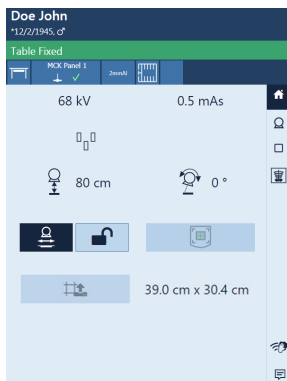 Doe John
*12/2/1945, ♂
Table Fixed
MCK Panel 1
2mmAl
68 kV
0.5 mAs
80 cm
0 °
39.0 cm x 30.4 cm